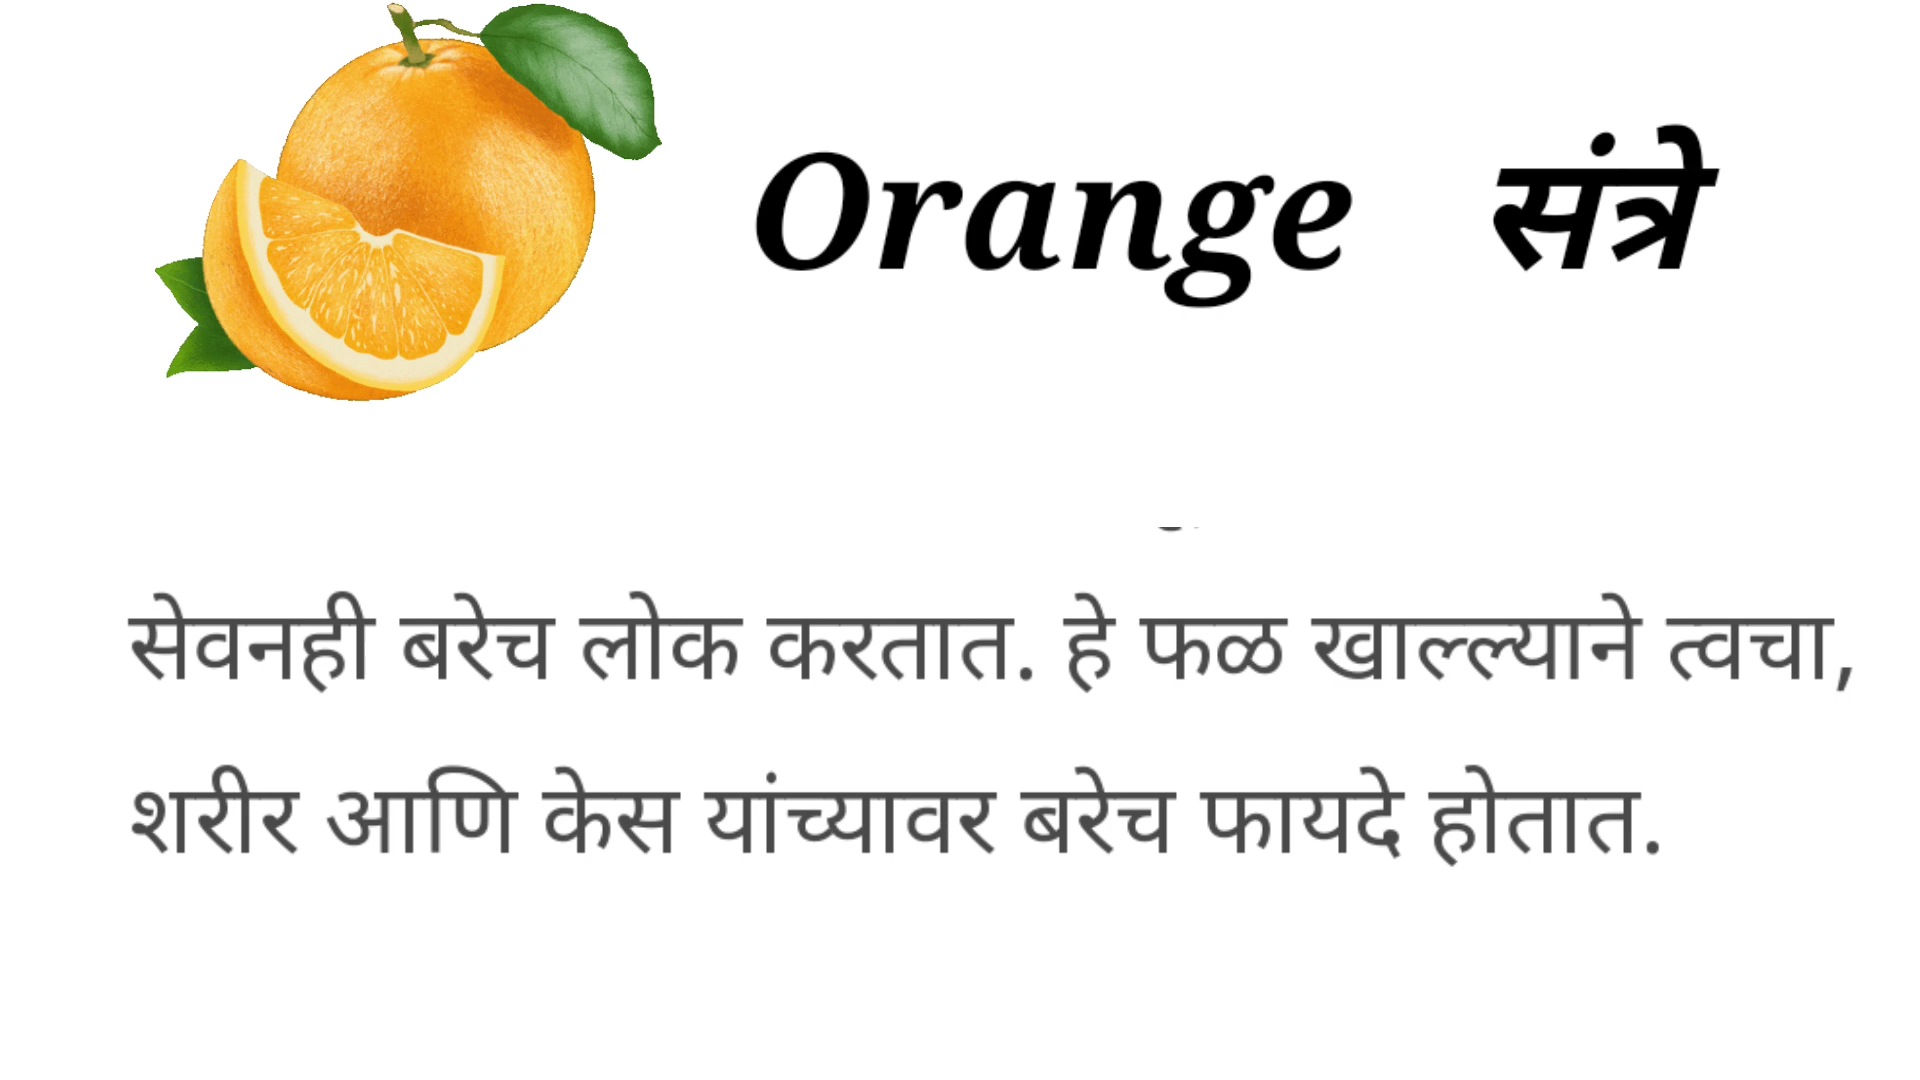 Orange संत्रे
सेवनही बरेच लोक करतात. हे फळ खाल्ल्याने त्वचा,
शरीर आणि केस यांच्यावर बरेच फायदे होतात.